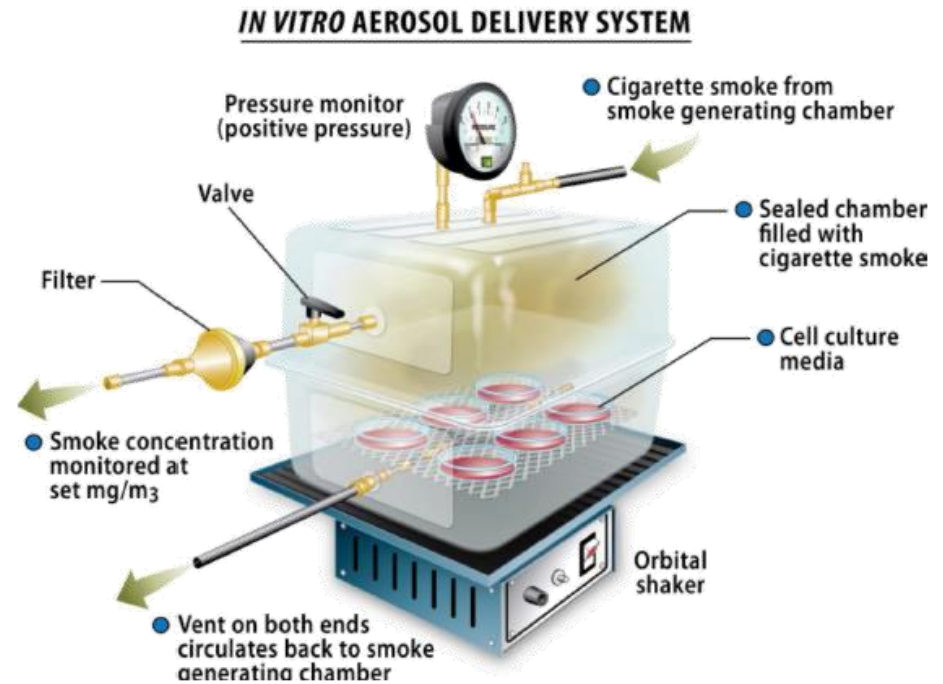 IN VITRO AEROSOL DELIVERY SYSTEM
Pressure monitor
(positive pressure)
Cigarette smoke from
smoke generating chamber
Valve
Sealed chamber
filled with
cigarette smoke
Filter
Cell culture
media
Smoke concentration
monitored at
set mg/m3
Orbital
shaker
Vent on both ends
circulates back to smoke
generating chamber
PRESSURE